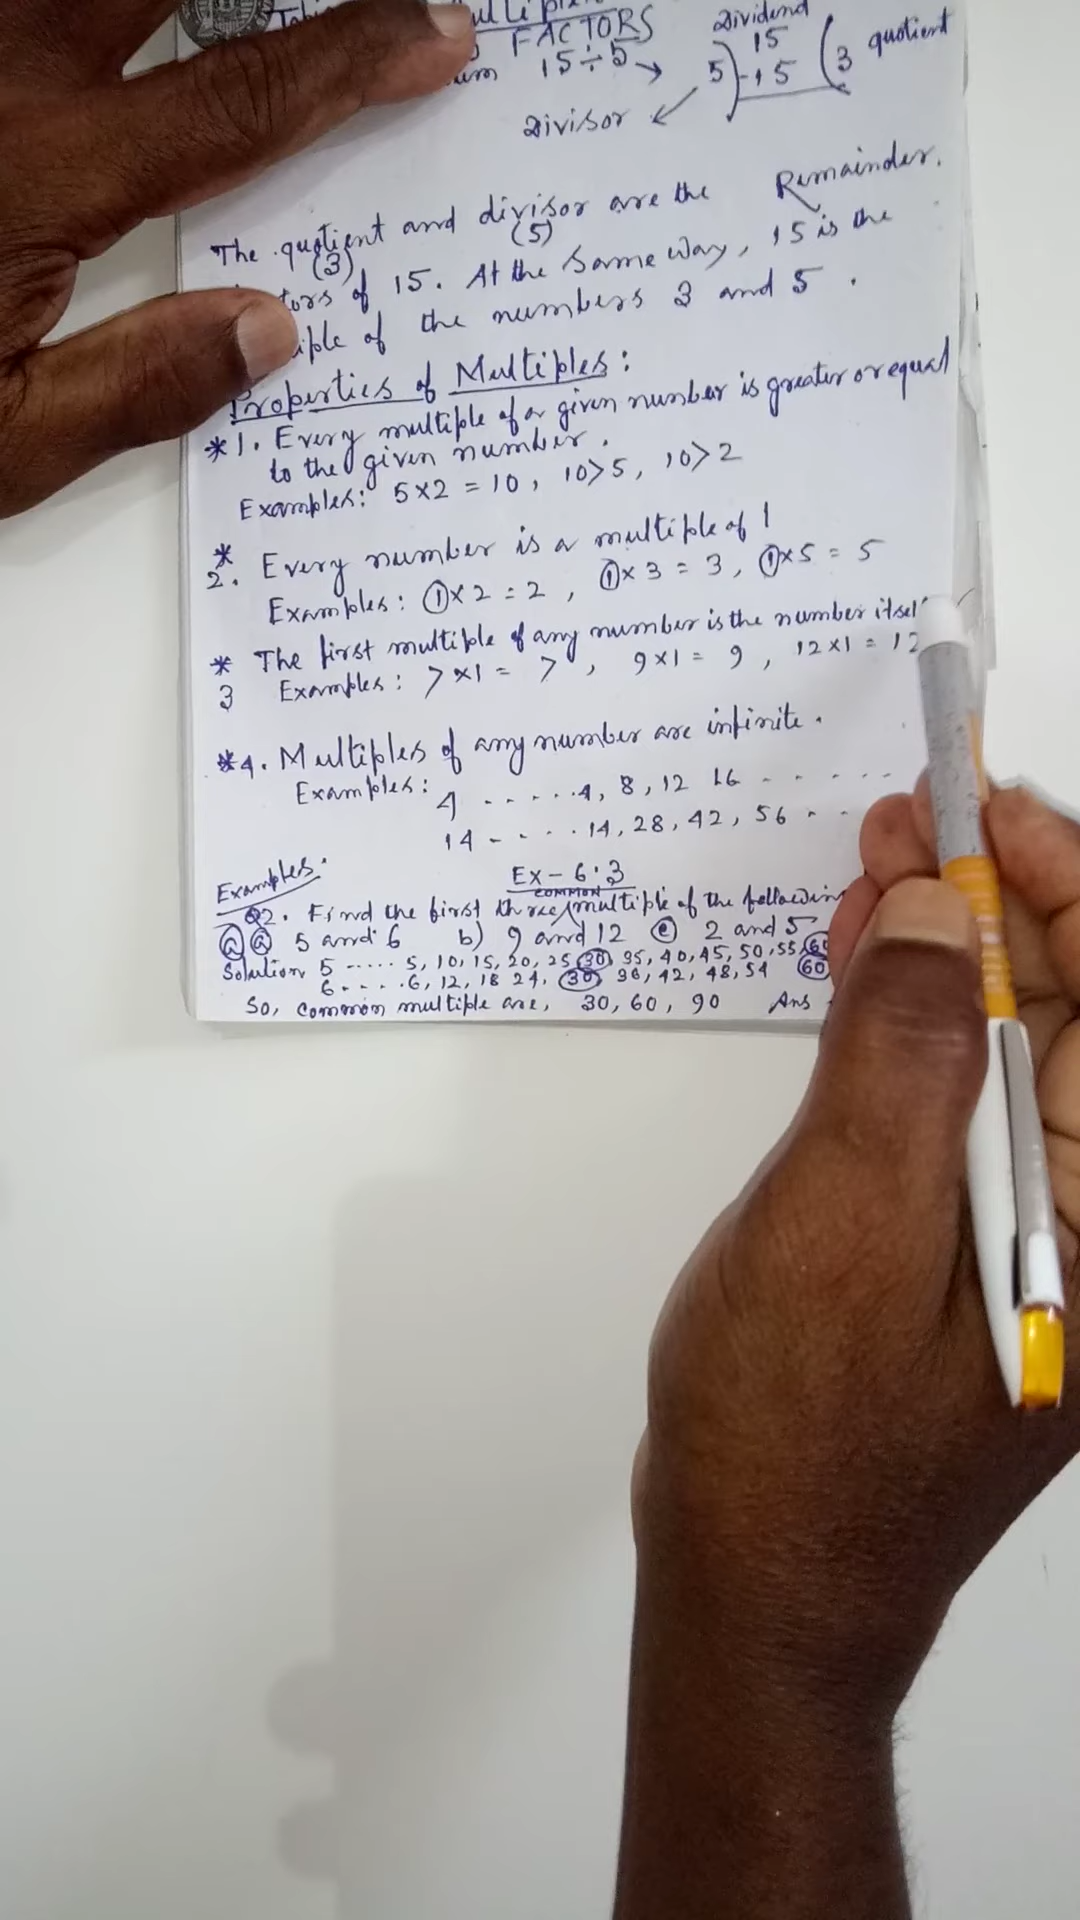 FACTORS
Dividend
15÷5 → 5) 15 ( 3 quotient
-15
Divisor
Remainder.
The quotient and divisor are the
(3) (5)
of 15. At the same way, 15 is the
of the numbers 3 and 5.
Properties of Multiples:
*1. Every multiple of a given number is greater or equal
to the given number.
Examples: 5×2 = 10, 10>5, 10>2
*
2. Every number is a multiple of 1
Examples: ①×2 = 2, ①×3 = 3, ①×5 = 5
* The first multiple of any number is the number itself
3 Examples: 7×1 = 7, 9×1 = 9, 12×1 = 12
*4. Multiples of any number are infinite.
Examples: 4 ..... 4, 8, 12 16 ......
14 ..... 14, 28, 42, 56 ..
Examples.
Ex - 6.3
COMMON
Q2. Find the first three multiple of the
Q a 5 and 6 b) 9 and 12 c 2 and 5
Solution 5 ..... 5, 10, 15, 20, 25 30, 35, 40, 45, 50, 55, 60
6 .... 6, 12, 18 24, 30, 36, 42, 48, 54 60
So, common multiple are, 30, 60, 90 Ans